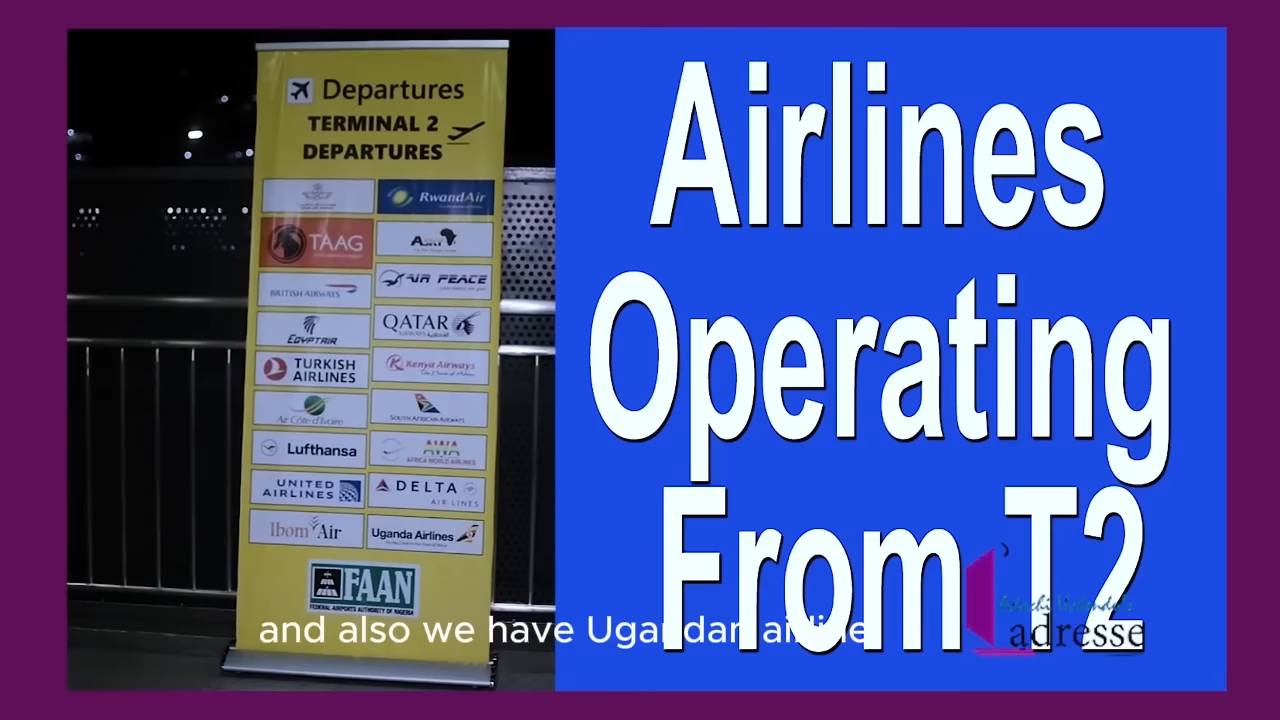 Departures
TERMINAL 2
DEPARTURES
RwandAir
TAAG
BRITISH AIRWAYS
AIR PEACE
EGYPTAIR
QATAR
AIRWAYS
TURKISH
AIRLINES
Kenya Airways
Air Côte d'Ivoire
SOUTH AFRICAN AIRWAYS
Lufthansa
AFRICA WORLD AIRLINES
UNITED
AIRLINES
DELTA
AIR LINES
Ibom Air
Uganda Airlines
FAAN
FEDERAL AIRPORTS AUTHORITY OF NIGERIA
Airlines
Operating
From T2
and also we have Ugandan airline
adresse